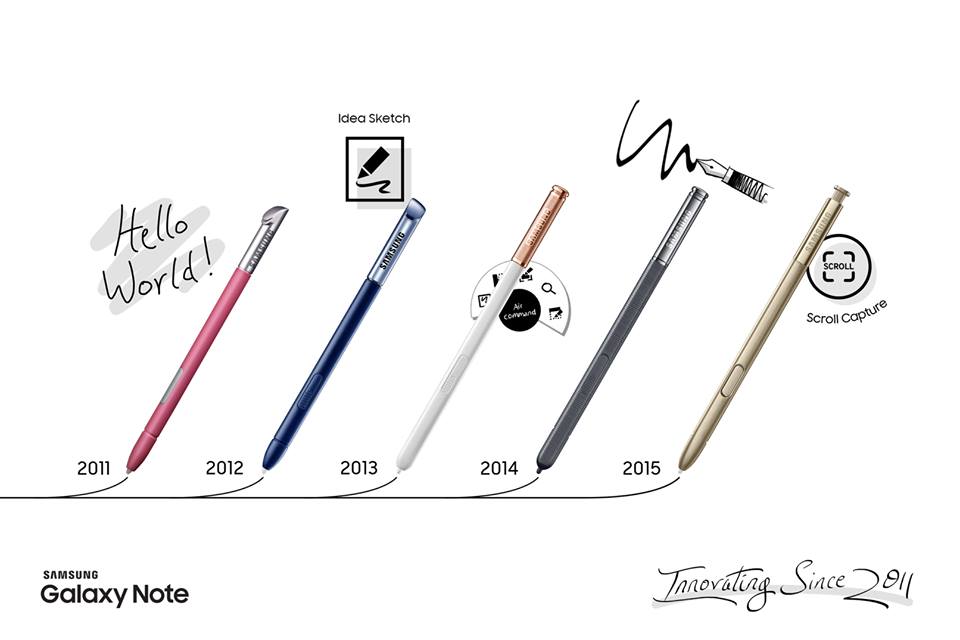 Idea Sketch
Hello
World!
SAMSUNG
SAMSUNG
SAMSUNG
SAMSUNG
SAMSUNG
Air
command
SCROLL
Scroll Capture
2011
2012
2013
2014
2015
SAMSUNG
Galaxy Note
Innovating Since 2011